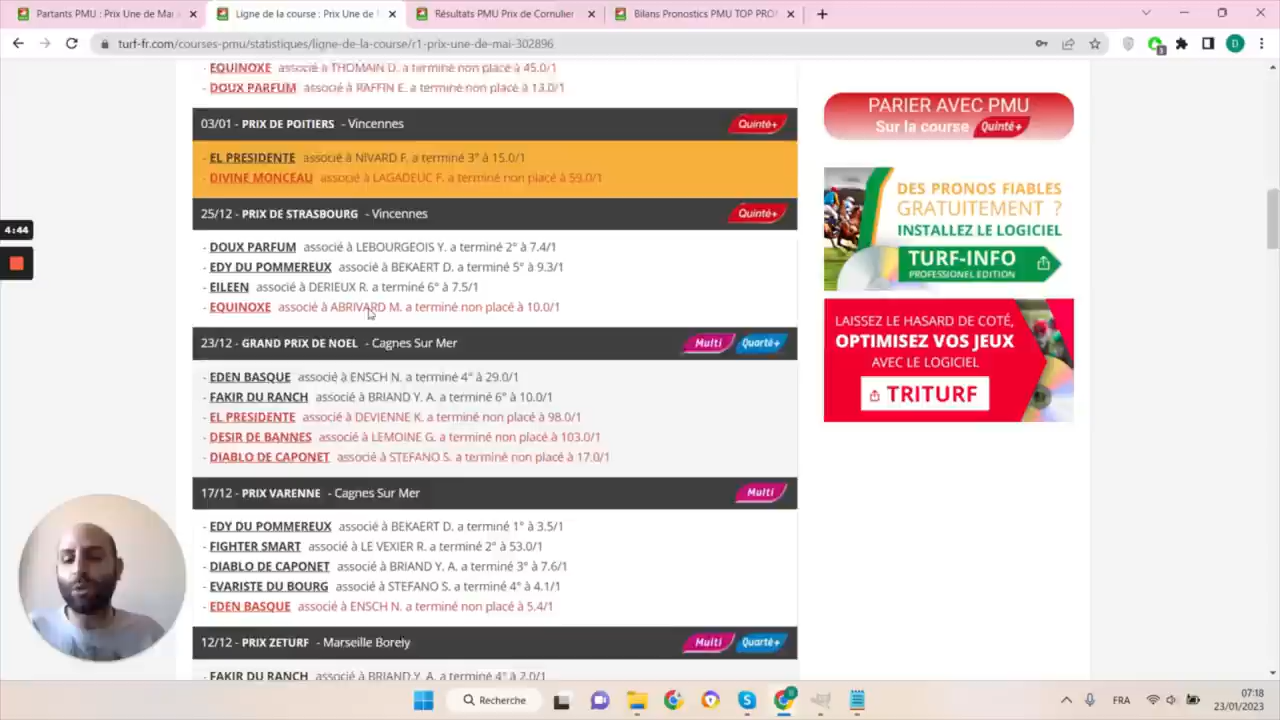 Partants PMU : Prix Une de Mai
Ligne de la course : Prix Une de
Résultats PMU Prix de Cornulier
Bilans Pronostics PMU TOP PRO
turf-fr.com/courses-pmu/statistiques/ligne-de-la-course/r1-prix-une-de-mai-302896
D
- EQUINOXE associé à THOMAIN D. a terminé non placé à 45.0/1
- DOUX PARFUM associé à RAFFIN E. a terminé non placé à 13.0/1
03/01 - PRIX DE POITIERS - Vincennes Quinté+
- EL PRESIDENTE associé à NIVARD F. a terminé 3° à 15.0/1
- DIVINE MONCEAU associé à LAGADEUC F. a terminé non placé à 59.0/1
25/12 - PRIX DE STRASBOURG - Vincennes Quinté+
- DOUX PARFUM associé à LEBOURGEOIS Y. a terminé 2° à 7.4/1
- EDY DU POMMEREUX associé à BEKAERT D. a terminé 5° à 9.3/1
- EILEEN associé à DERIEUX R. a terminé 6° à 7.5/1
- EQUINOXE associé à ABRIVARD M. a terminé non placé à 10.0/1
23/12 - GRAND PRIX DE NOEL - Cagnes Sur Mer Multi Quarté+
- EDEN BASQUE associé à ENSCH N. a terminé 4° à 29.0/1
- FAKIR DU RANCH associé à BRIAND Y. A. a terminé 6° à 10.0/1
- EL PRESIDENTE associé à DEVIENNE K. a terminé non placé à 98.0/1
- DESIR DE BANNES associé à LEMOINE G. a terminé non placé à 103.0/1
- DIABLO DE CAPONET associé à STEFANO S. a terminé non placé à 17.0/1
17/12 - PRIX VARENNE - Cagnes Sur Mer Multi
- EDY DU POMMEREUX associé à BEKAERT D. a terminé 1° à 3.5/1
- FIGHTER SMART associé à LE VEXIER R. a terminé 2° à 53.0/1
- DIABLO DE CAPONET associé à BRIAND Y. A. a terminé 3° à 7.6/1
- EVARISTE DU BOURG associé à STEFANO S. a terminé 4° à 4.1/1
- EDEN BASQUE associé à ENSCH N. a terminé non placé à 5.4/1
12/12 - PRIX ZETURF - Marseille Borely Multi Quarté+
- FAKIR DU RANCH associé à BRIAND Y. A. a terminé 4° à 7.0/1
PARIER AVEC PMU
Sur la course Quinté+
DES PRONOS FIABLES
GRATUITEMENT ?
INSTALLEZ LE LOGICIEL
TURF-INFO
PROFESSIONEL EDITION
LAISSEZ LE HASARD DE COTÉ,
OPTIMISEZ VOS JEUX
AVEC LE LOGICIEL
TRITURF
4:44
Recherche
FRA
07:18
23/01/2023